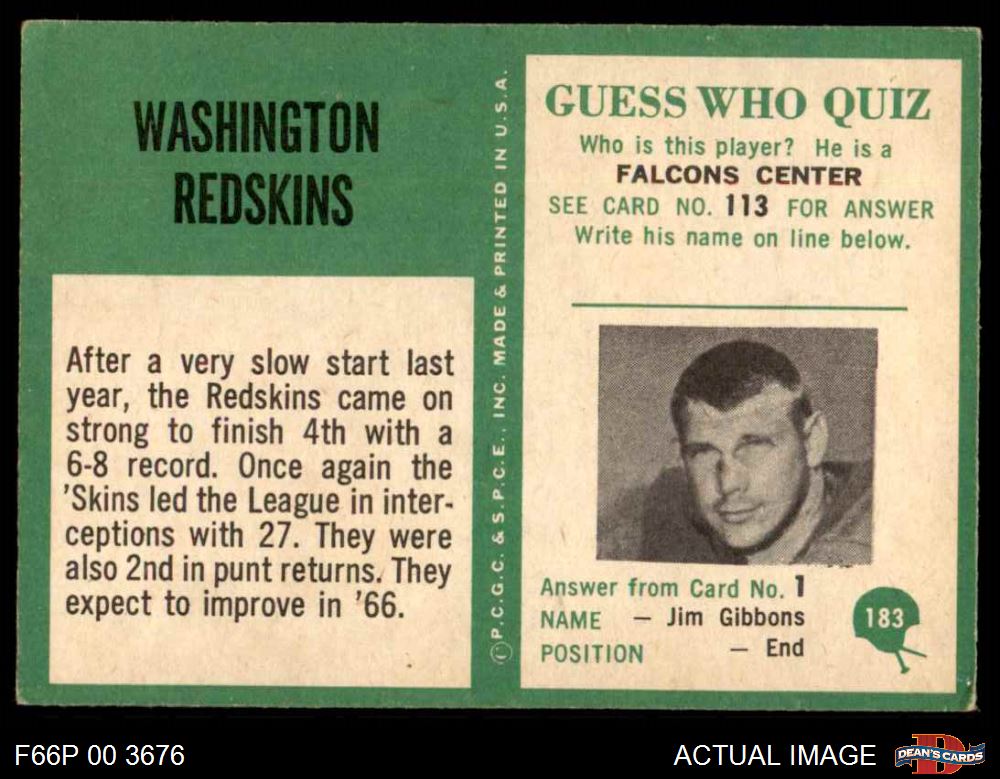 WASHINGTON
REDSKINS
After a very slow start last
year, the Redskins came on
strong to finish 4th with a
6-8 record. Once again the
'Skins led the League in inter-
ceptions with 27. They were
also 2nd in punt returns. They
expect to improve in '66.
©P.C.G.C. & S.P.C.E., INC. MADE & PRINTED IN U.S.A.
GUESS WHO QUIZ
Who is this player? He is a
FALCONS CENTER
SEE CARD NO. 113 FOR ANSWER
Write his name on line below.
Answer from Card No. 1
NAME — Jim Gibbons
POSITION — End
183
F66P 00 3676
ACTUAL IMAGE
DEAN'S CARDS